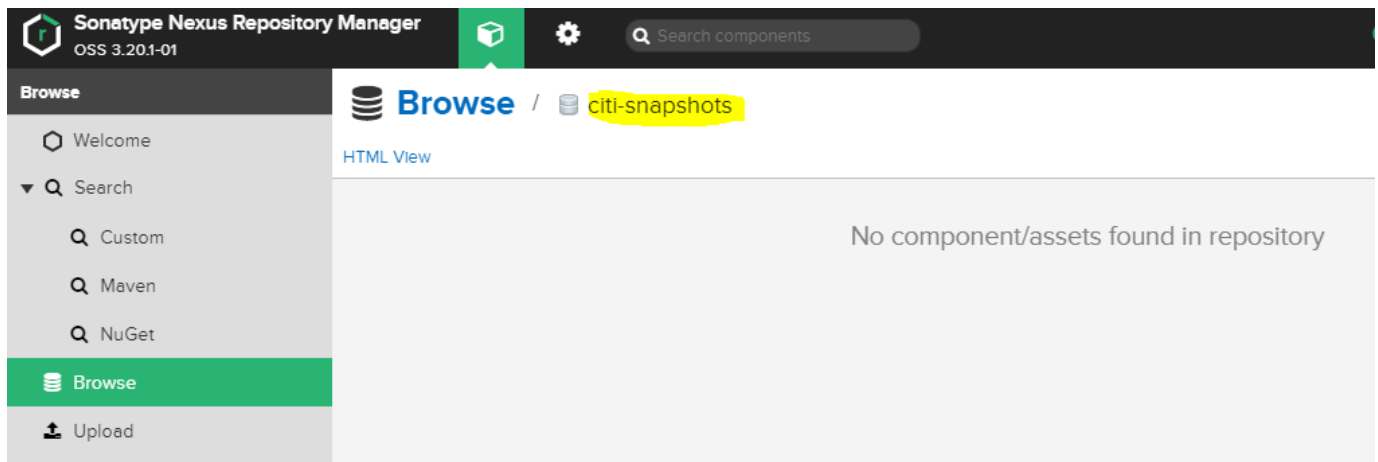 Sonatype Nexus Repository Manager
OSS 3.20.1-01
Search components
Browse
Browse / citi-snapshots
Welcome
HTML View
Search
Custom
No component/assets found in repository
Maven
NuGet
Browse
Upload